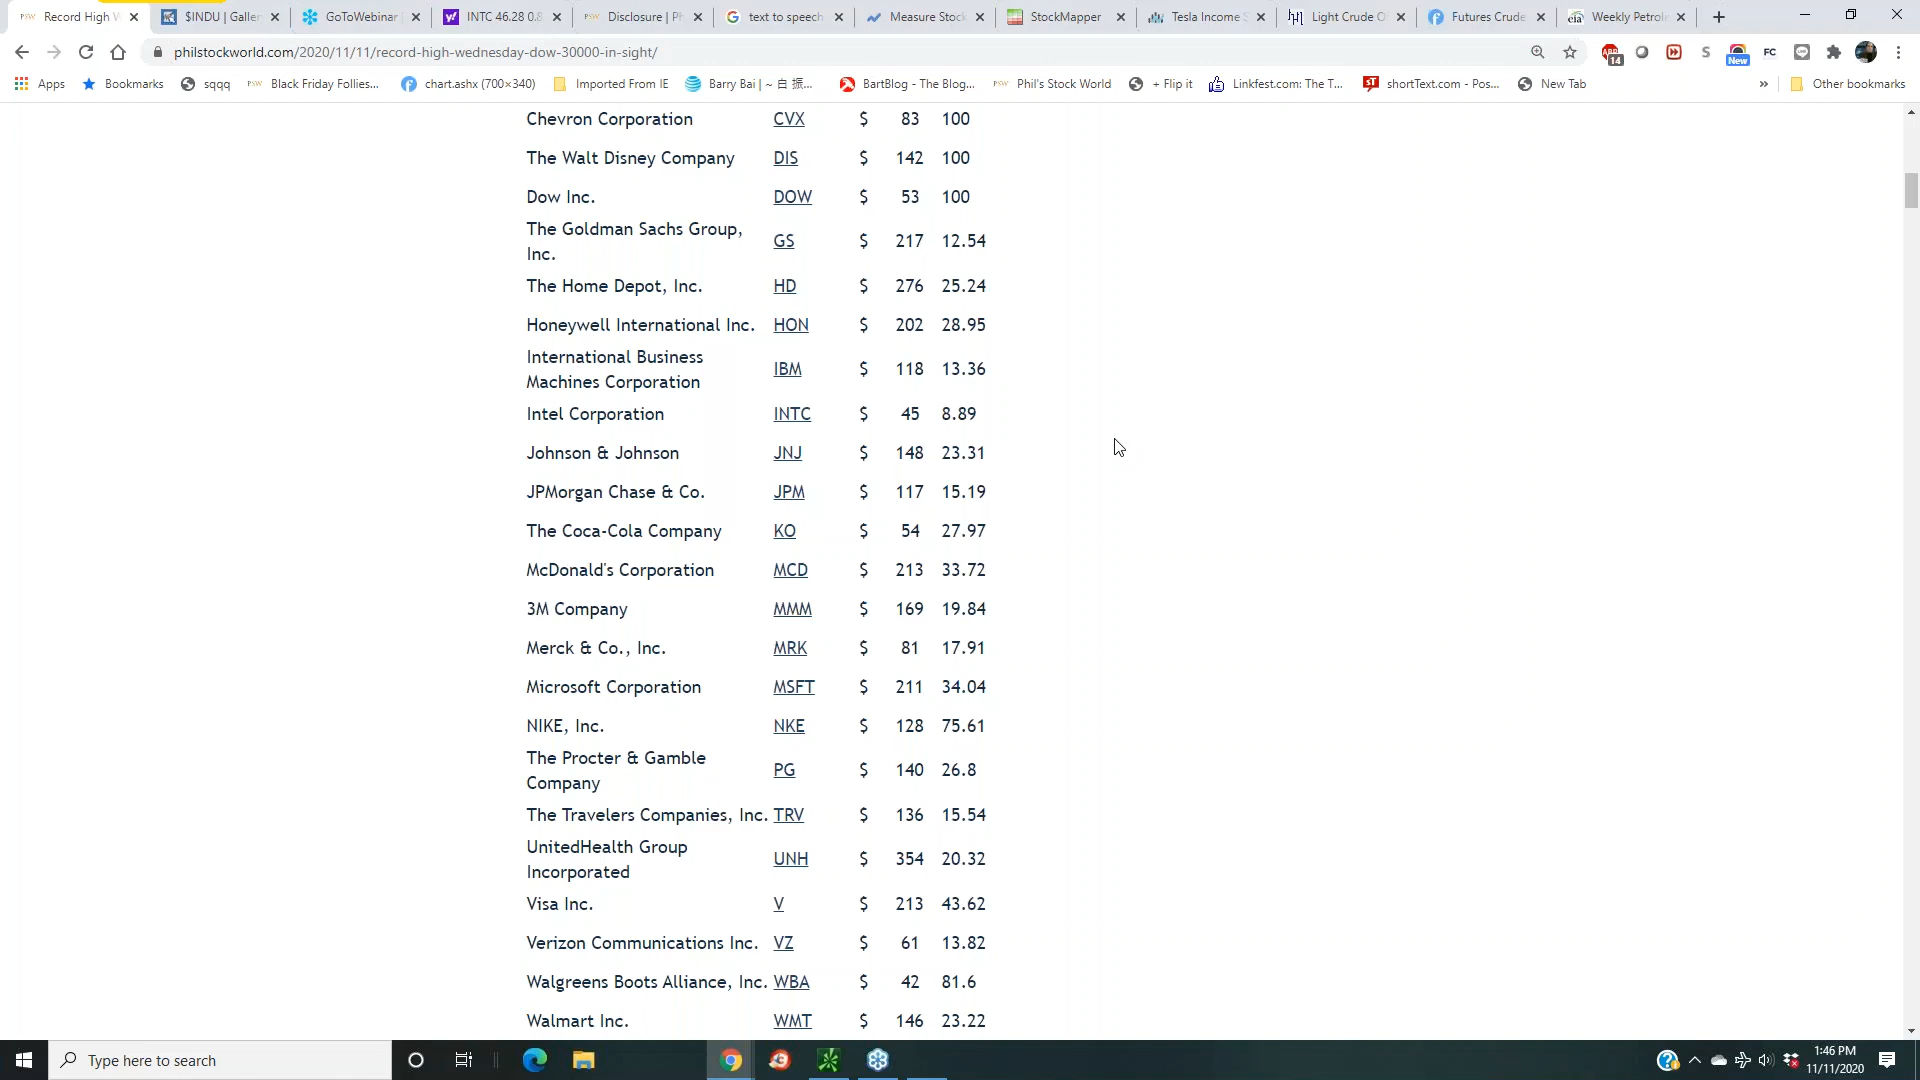 Record High W
$INDU | Galler
GoToWebinar
INTC 46.28 0.8
Disclosure | Ph
text to speech
Measure Stock
StockMapper
Tesla Income S
Light Crude O
Futures Crude
Weekly Petrol
philstockworld.com/2020/11/11/record-high-wednesday-dow-30000-in-sight/
14
S
New
FC
Apps
Bookmarks
sqqq
PSW Black Friday Follies...
chart.ashx (700×340)
Imported From IE
Barry Bai | ~ 白 振...
BartBlog - The Blog...
PSW Phil's Stock World
+ Flip it
Linkfest.com: The T...
shortText.com - Pos...
New Tab
»
Other bookmarks
Chevron Corporation CVX $ 83 100
The Walt Disney Company DIS $ 142 100
Dow Inc. DOW $ 53 100
The Goldman Sachs Group,
Inc. GS $ 217 12.54
The Home Depot, Inc. HD $ 276 25.24
Honeywell International Inc. HON $ 202 28.95
International Business
Machines Corporation IBM $ 118 13.36
Intel Corporation INTC $ 45 8.89
Johnson & Johnson JNJ $ 148 23.31
JPMorgan Chase & Co. JPM $ 117 15.19
The Coca-Cola Company KO $ 54 27.97
McDonald's Corporation MCD $ 213 33.72
3M Company MMM $ 169 19.84
Merck & Co., Inc. MRK $ 81 17.91
Microsoft Corporation MSFT $ 211 34.04
NIKE, Inc. NKE $ 128 75.61
The Procter & Gamble
Company PG $ 140 26.8
The Travelers Companies, Inc. TRV $ 136 15.54
UnitedHealth Group
Incorporated UNH $ 354 20.32
Visa Inc. V $ 213 43.62
Verizon Communications Inc. VZ $ 61 13.82
Walgreens Boots Alliance, Inc. WBA $ 42 81.6
Walmart Inc. WMT $ 146 23.22
Type here to search
1:46 PM
11/11/2020